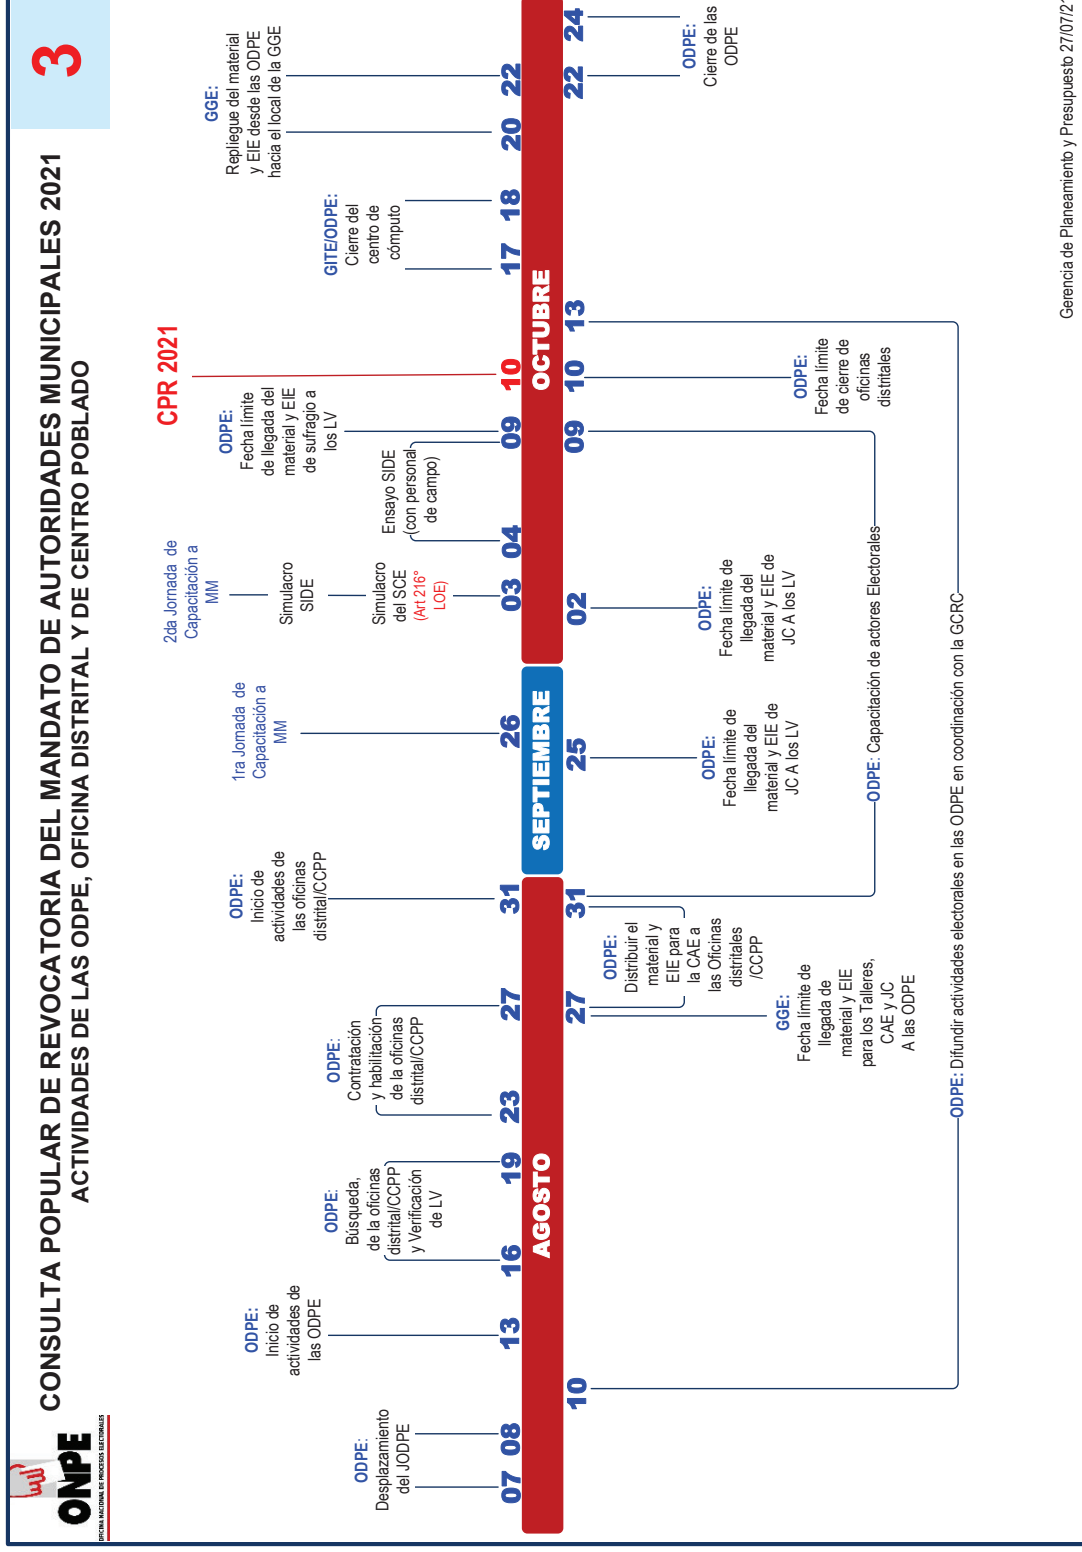 ONPE
OFICINA NACIONAL DE PROCESOS ELECTORALES
CONSULTA POPULAR DE REVOCATORIA DEL MANDATO DE AUTORIDADES MUNICIPALES 2021
ACTIVIDADES DE LAS ODPE, OFICINA DISTRITAL Y DE CENTRO POBLADO
3
ODPE:
Desplazamiento
del JODPE
07
08
ODPE:
Inicio de
actividades de
las ODPE
13
ODPE:
Búsqueda,
de la oficinas
distrital/CCPP
y Verificación
de LV
16
19
ODPE:
Contratación
y habilitación
de la oficinas
distrital/CCPP
23
27
ODPE:
Inicio de
actividades de
las oficinas
distrital/CCPP
31
1ra Jornada de
Capacitación a
MM
26
2da Jornada de
Capacitación a
MM
Simulacro
SIDE
Simulacro
del SCE
(Art 216°
LOE)
03
Ensayo SIDE
(con personal
de campo)
04
09
ODPE:
Fecha límite
de llegada del
material y EIE
de sufragio a
los LV
CPR 2021
10
GITE/ODPE:
Cierre del
centro de
cómputo
17
18
GGE:
Repliegue del material
y EIE desde las ODPE
hacia el local de la GGE
20
22
AGOSTO
SEPTIEMBRE
OCTUBRE
10
27
31
25
02
09
10
13
22
24
ODPE:
Distribuir el
material y
EIE para
la CAE a
las Oficinas
distritales
/CCPP
GGE:
Fecha límite de
llegada de
material y EIE
para los Talleres,
CAE y JC
A las ODPE
ODPE:
Fecha límite de
llegada del
material y EIE de
JC A los LV
ODPE:
Fecha límite de
llegada del
material y EIE de
JC A los LV
ODPE:
Fecha límite
de cierre de
oficinas
distritales
ODPE:
Cierre de las
ODPE
ODPE: Capacitación de actores Electorales
ODPE: Difundir actividades electorales en las ODPE en coordinación con la GCRC
Gerencia de Planeamiento y Presupuesto 27/07/21